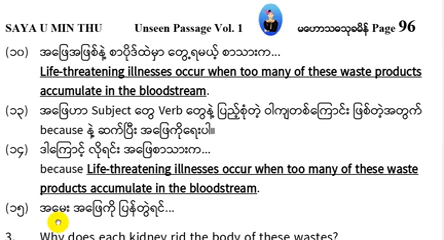 SAYA U MIN THU Unseen Passage Vol. 1 မဟောသဓေစုခမိန် Page 96
(၁၀) အဖြေအဖြစ်နဲ့ စာပိုဒ်ထဲမှာ တွေ့ရမယ့် စာသားက...
Life-threatening illnesses occur when too many of these waste products
accumulate in the bloodstream.
(၁၃) အဖြေဟာ Subject တွေ Verb တွေနဲ့ ပြည့်စုံတဲ့ ဝါကျတစ်ကြောင်း ဖြစ်တဲ့အတွက်
because နဲ့ ဆက်ပြီး အဖြေကိုရေးပါ။
(၁၄) ဒါကြောင့် လိုရင်း အဖြေစာသားက...
because Life-threatening illnesses occur when too many of these waste
products accumulate in the bloodstream.
(၁၅) အမေး အဖြေကို ပြန်တွဲရင်...
3. Why does each kidney rid the body of these wastes?